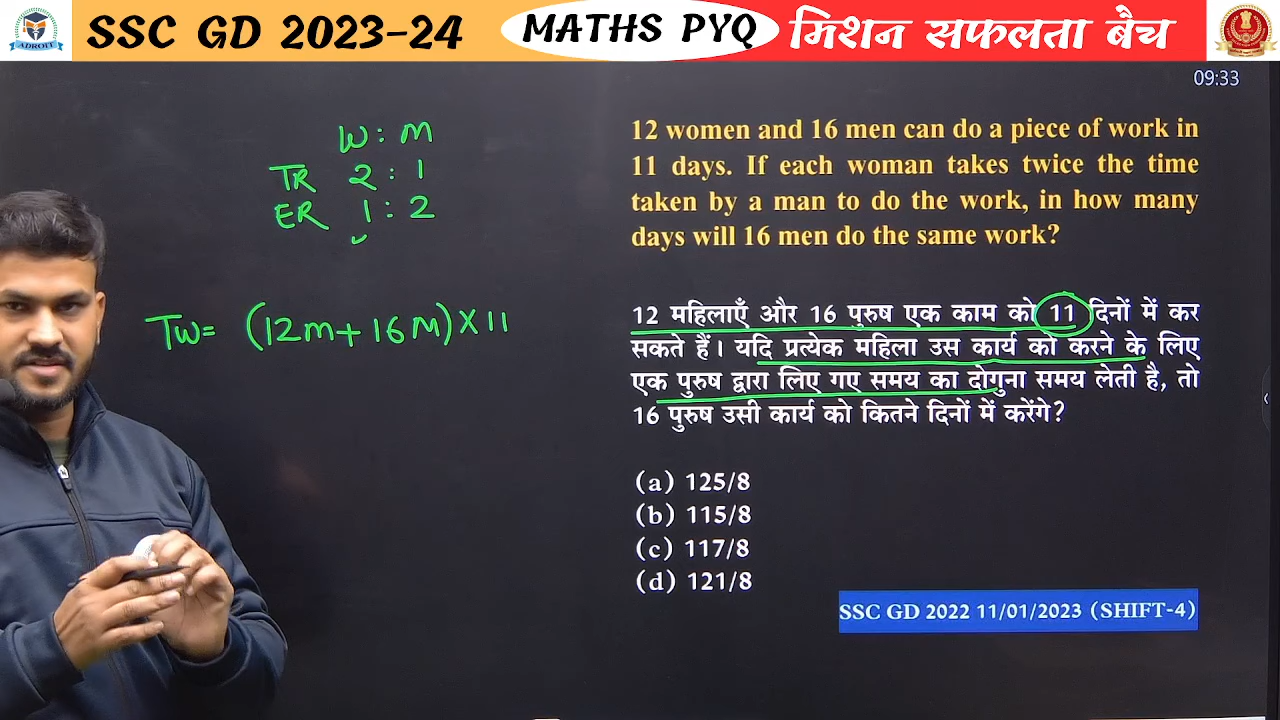 ADROIT
SSC GD 2023-24
MATHS PYQ
मिशन सफलता बैच
09:33
W : M
TR 2 : 1
ER 1 : 2
TW= (12m+16M)×11
12 women and 16 men can do a piece of work in
11 days. If each woman takes twice the time
taken by a man to do the work, in how many
days will 16 men do the same work?
12 महिलाएँ और 16 पुरुष एक काम को 11 दिनों में कर
सकते हैं। यदि प्रत्येक महिला उस कार्य को करने के लिए
एक पुरुष द्वारा लिए गए समय का दोगुना समय लेती है, तो
16 पुरुष उसी कार्य को कितने दिनों में करेंगे?
(a) 125/8
(b) 115/8
(c) 117/8
(d) 121/8
SSC GD 2022 11/01/2023 (SHIFT-4)